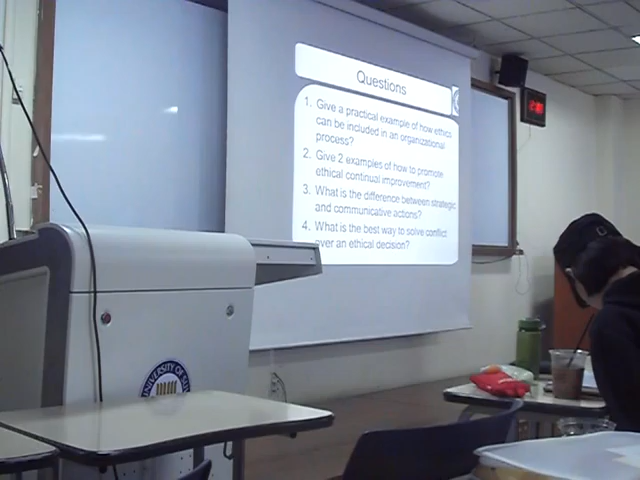 Questions
1. Give a practical example of how ethics
can be included in an organizational
process?
2. Give 2 examples of how to promote
ethical continual improvement?
3. What is the difference between strategic
and communicative actions?
4. What is the best way to solve conflict
over an ethical decision?
UNIVERSITY OF